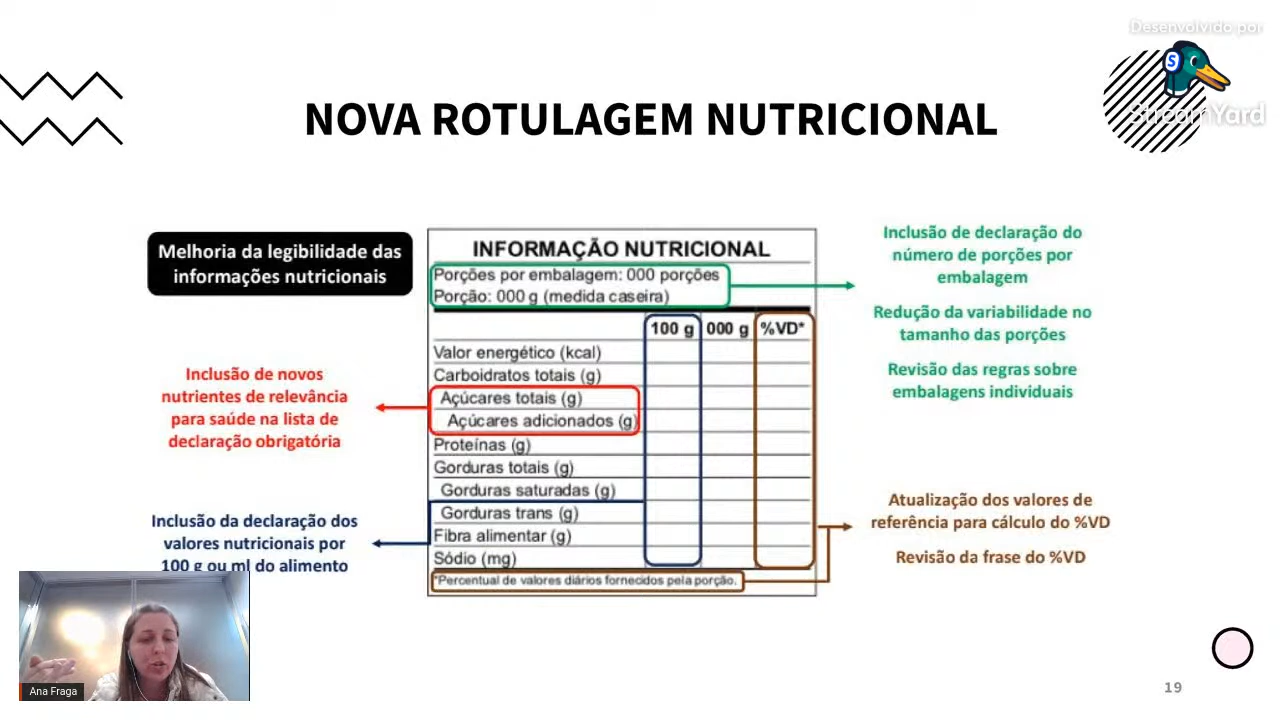 Desenvolvido por
S
StreamYard
NOVA ROTULAGEM NUTRICIONAL
Melhoria da legibilidade das
informações nutricionais
Inclusão de novos
nutrientes de relevância
para saúde na lista de
declaração obrigatória
Inclusão da declaração dos
valores nutricionais por
100 g ou ml do alimento
INFORMAÇÃO NUTRICIONAL
Porções por embalagem: 000 porções
Porção: 000 g (medida caseira)
100 g 000 g %VD*
Valor energético (kcal)
Carboidratos totais (g)
Açúcares totais (g)
Açúcares adicionados (g)
Proteínas (g)
Gorduras totais (g)
Gorduras saturadas (g)
Gorduras trans (g)
Fibra alimentar (g)
Sódio (mg)
*Percentual de valores diários fornecidos pela porção.
Inclusão de declaração do
número de porções por
embalagem
Redução da variabilidade no
tamanho das porções
Revisão das regras sobre
embalagens individuais
Atualização dos valores de
referência para cálculo do %VD
Revisão da frase do %VD
Ana Fraga
19